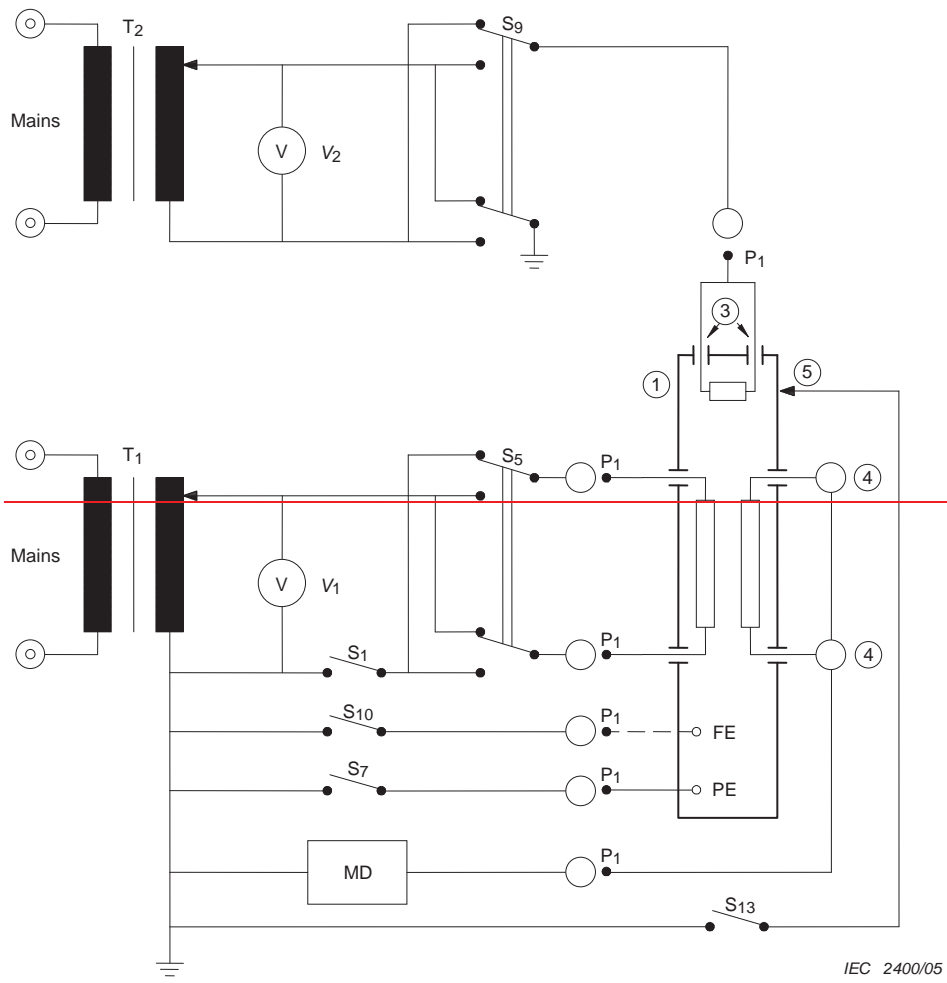 T2
S9
Mains
V
V2
P1
3
1
5
T1
S5
P1
4
Mains
V
V1
S1
P1
4
S10
P1
FE
S7
P1
PE
MD
P1
S13
IEC 2400/05